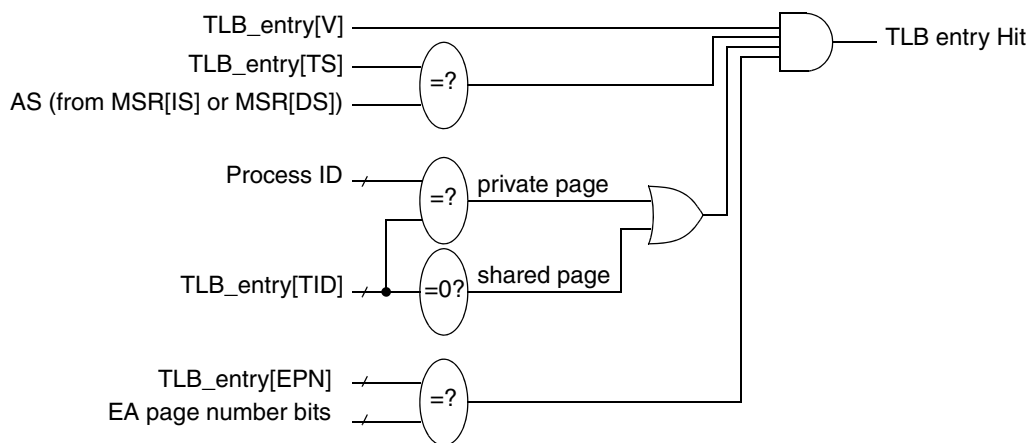 TLB_entry[V]
TLB entry Hit
TLB_entry[TS]
=?
AS (from MSR[IS] or MSR[DS])
Process ID
=?
private page
TLB_entry[TID]
=0?
shared page
TLB_entry[EPN]
=?
EA page number bits